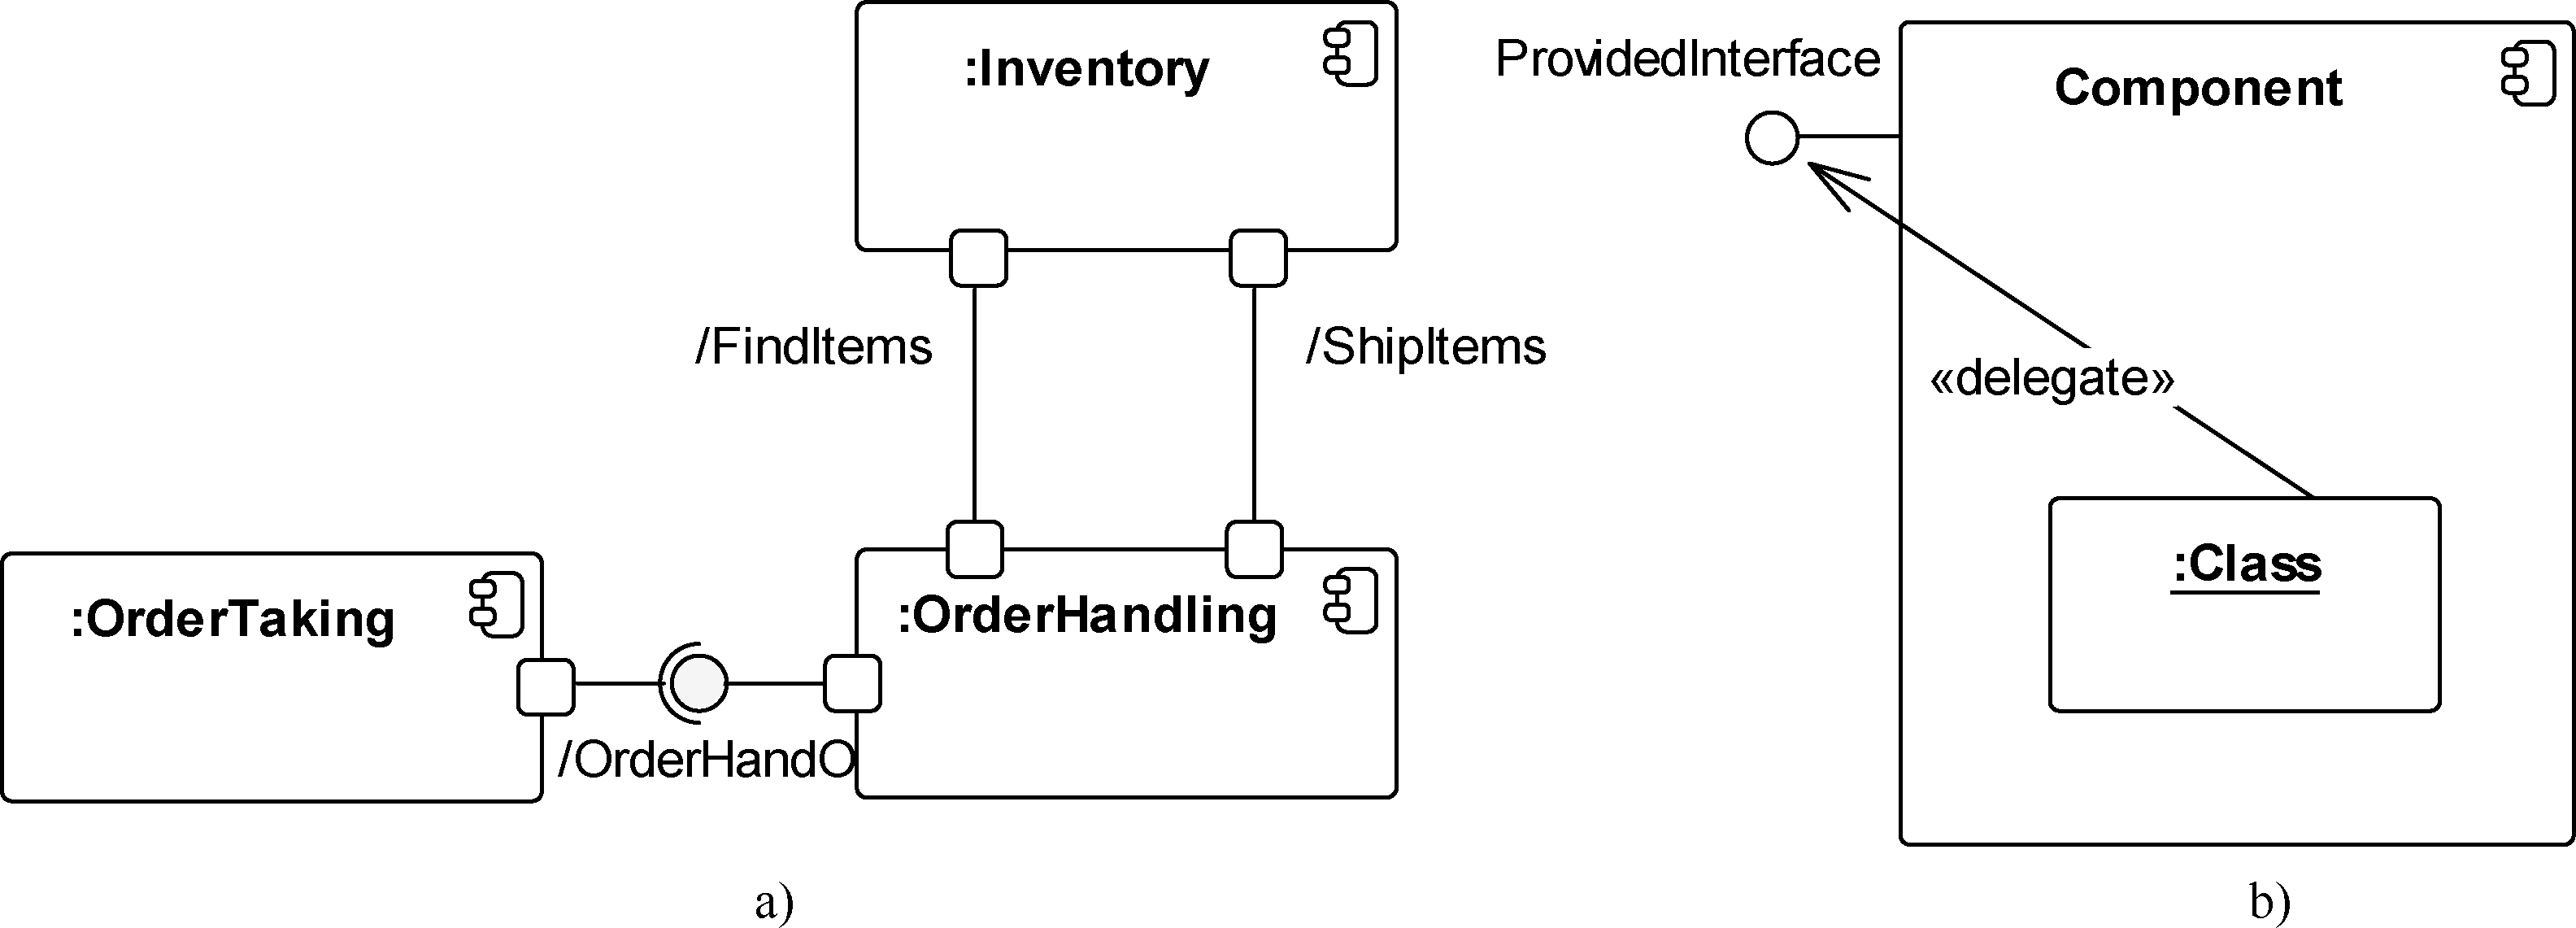 :Inventory
/FindItems
/ShipItems
:OrderTaking
:OrderHandling
/OrderHandO
a)
ProvidedInterface
Component
«delegate»
:Class
b)